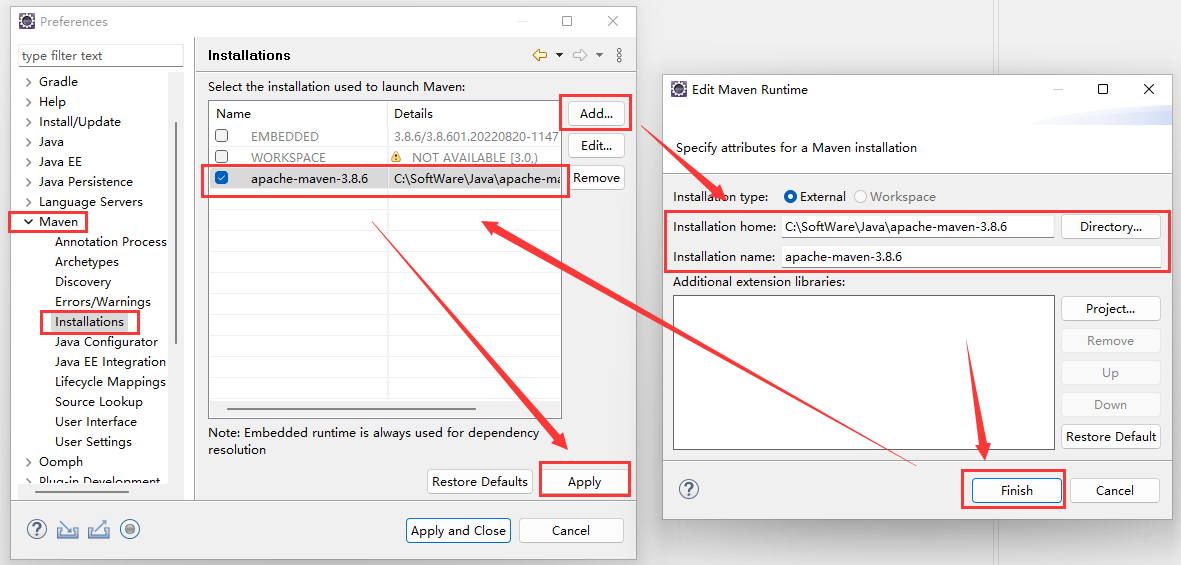 Preferences
type filter text
Gradle
Help
Install/Update
Java
Java EE
Java Persistence
Language Servers
Maven
Annotation Process
Archetypes
Discovery
Errors/Warnings
Installations
Java Configurator
Java EE Integration
Lifecycle Mappings
Source Lookup
User Interface
User Settings
Oomph
Plug-in Development
Installations
Select the installation used to launch Maven:
Name Details
EMBEDDED 3.8.6/3.8.601.20220820-1147
WORKSPACE NOT AVAILABLE [3.0,)
apache-maven-3.8.6 C:\SoftWare\Java\apache-ma
Add...
Edit...
Remove
Note: Embedded runtime is always used for dependency
resolution
Restore Defaults Apply
Apply and Close Cancel
Edit Maven Runtime
Specify attributes for a Maven installation
Installation type: External Workspace
Installation home: C:\SoftWare\Java\apache-maven-3.8.6 Directory...
Installation name: apache-maven-3.8.6
Additional extension libraries:
Project...
Remove
Up
Down
Restore Default
Finish Cancel